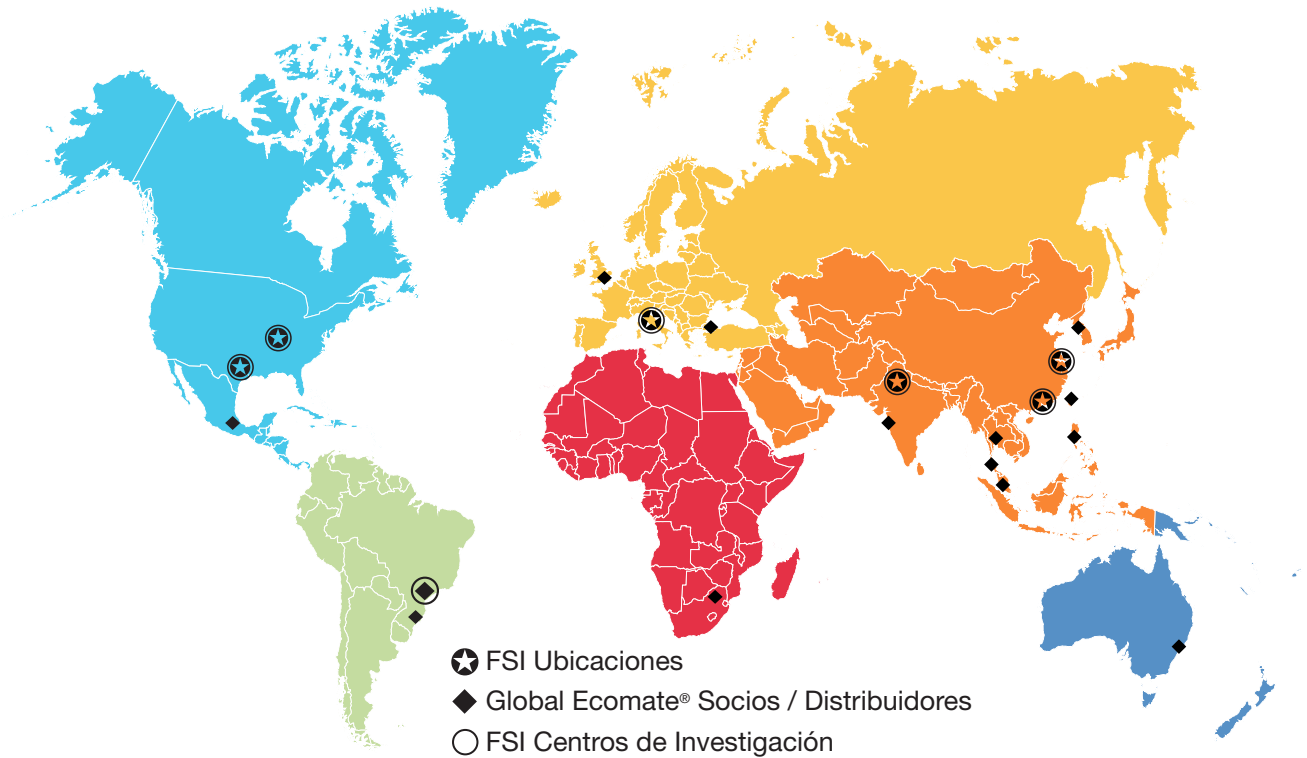 FSI Ubicaciones
Global Ecomate® Socios / Distribuidores
FSI Centros de Investigación